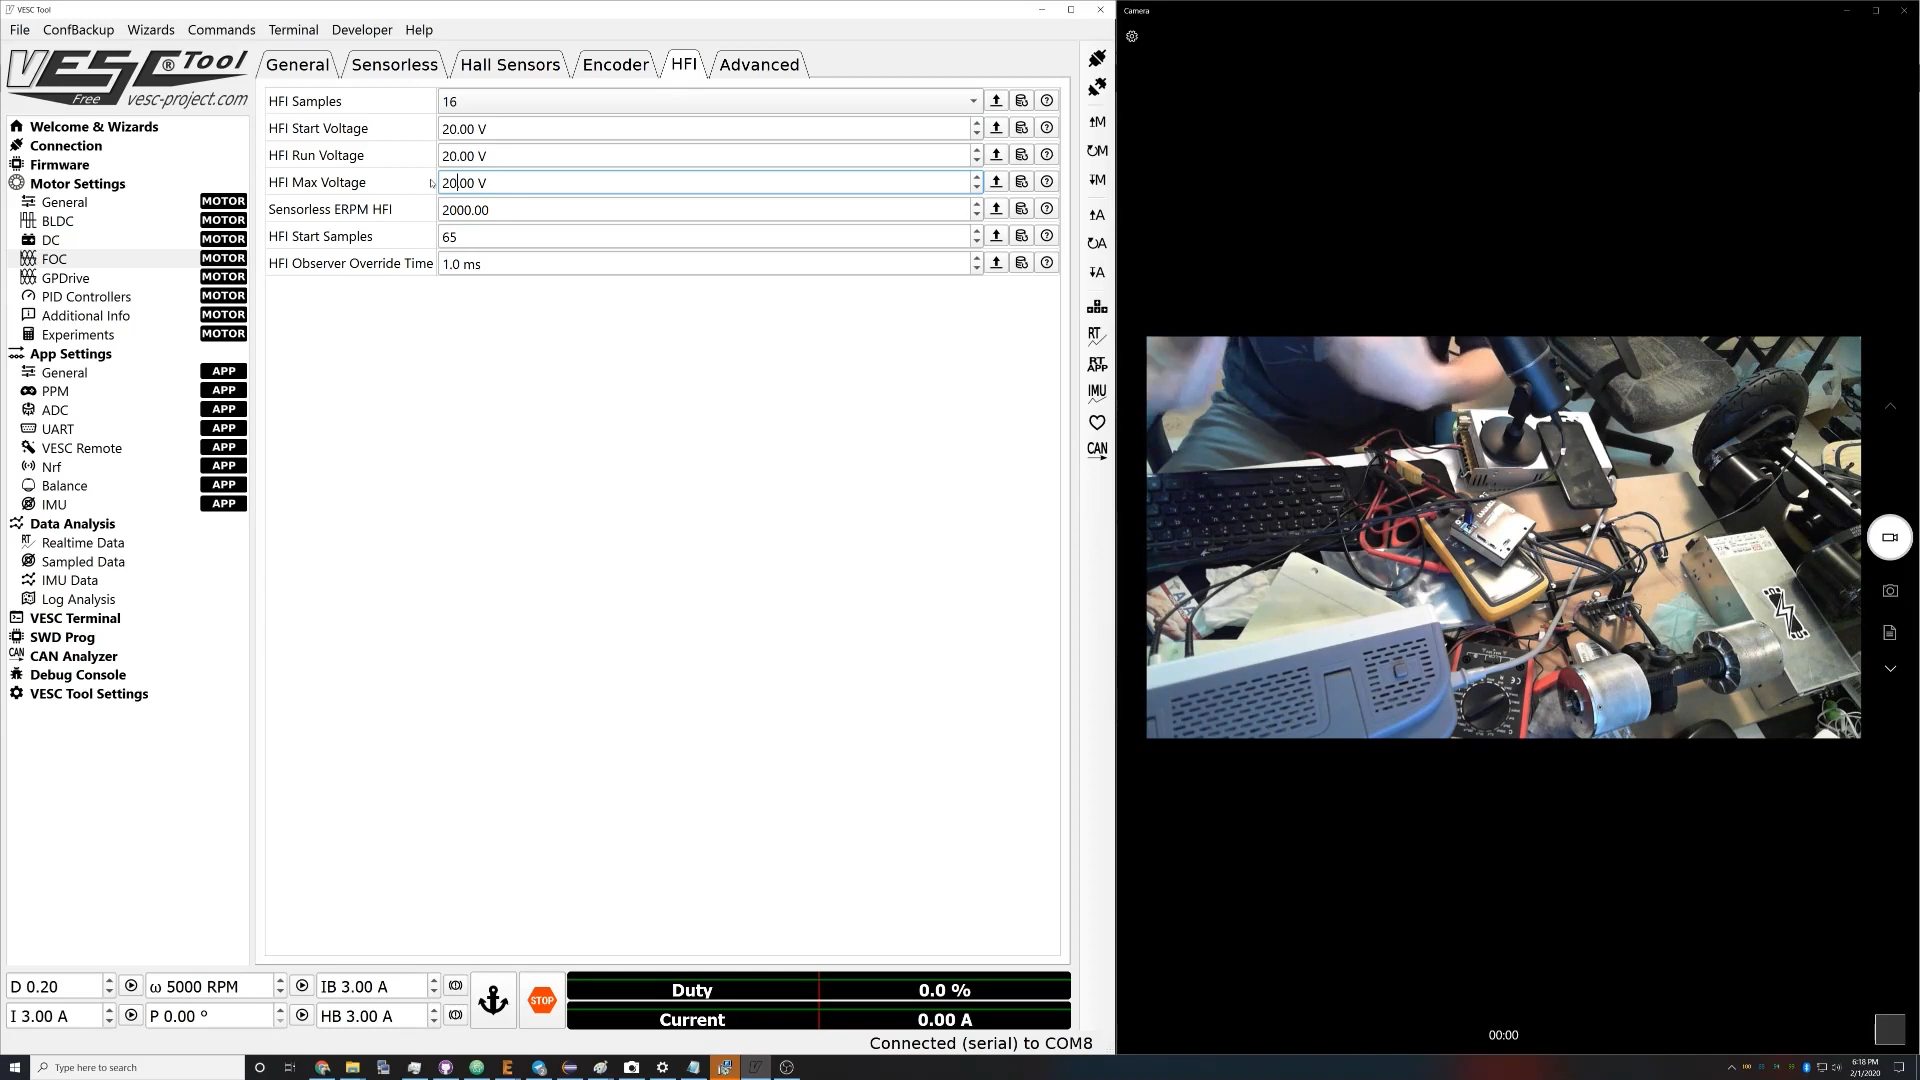 VESC Tool
File ConfBackup Wizards Commands Terminal Developer Help
VESC® Tool
Free vesc-project.com
Welcome & Wizards
Connection
Firmware
Motor Settings
General MOTOR
BLDC MOTOR
DC MOTOR
FOC MOTOR
GPDrive MOTOR
PID Controllers MOTOR
Additional Info MOTOR
Experiments MOTOR
App Settings
General APP
PPM APP
ADC APP
UART APP
VESC Remote APP
Nrf APP
Balance APP
IMU APP
Data Analysis
RT Realtime Data
Sampled Data
IMU Data
Log Analysis
VESC Terminal
SWD Prog
CAN CAN Analyzer
Debug Console
VESC Tool Settings
General Sensorless Hall Sensors Encoder HFI Advanced
HFI Samples 16
HFI Start Voltage 20.00 V
HFI Run Voltage 20.00 V
HFI Max Voltage 20.00 V
Sensorless ERPM HFI 2000.00
HFI Start Samples 65
HFI Observer Override Time 1.0 ms
↑M
↻M
↧M
↑A
↻A
↧A
RT
RT
APP
IMU
CAN
D 0.20 ω 5000 RPM IB 3.00 A
I 3.00 A P 0.00 ° HB 3.00 A
STOP
Duty 0.0 %
Current 0.00 A
Connected (serial) to COM8
Camera
00:00
Type here to search
6:18 PM
2/1/2020